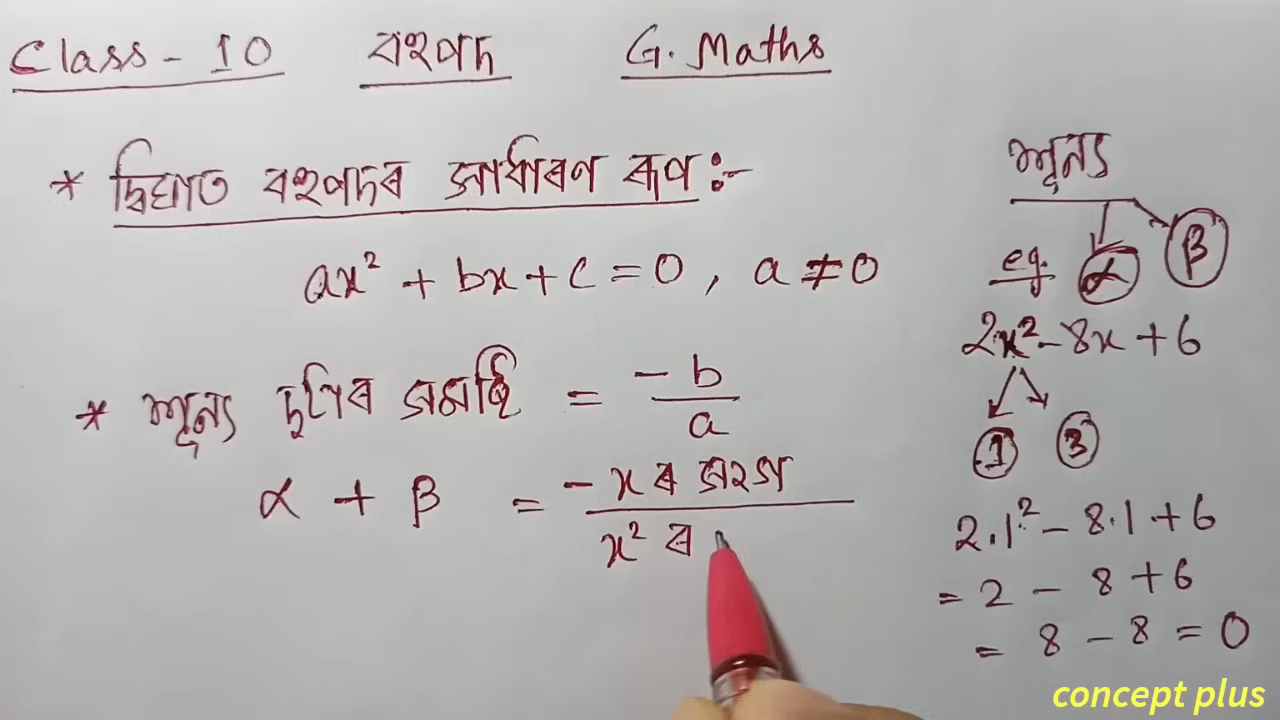 Class - 10 বহুপদ G. Maths
* দ্বিঘাত বহুপদৰ সাধাৰণ ৰূপ :-
ax² + bx + c = 0 , a ≠ 0
* শূন্য দুটাৰ সমষ্টি = -b/a
α + β = -x ৰ সহগ / x² ৰ
শূন্য
α β
eg.
2x² - 8x + 6
1 3
2.1² - 8.1 + 6
= 2 - 8 + 6
= 8 - 8 = 0
concept plus